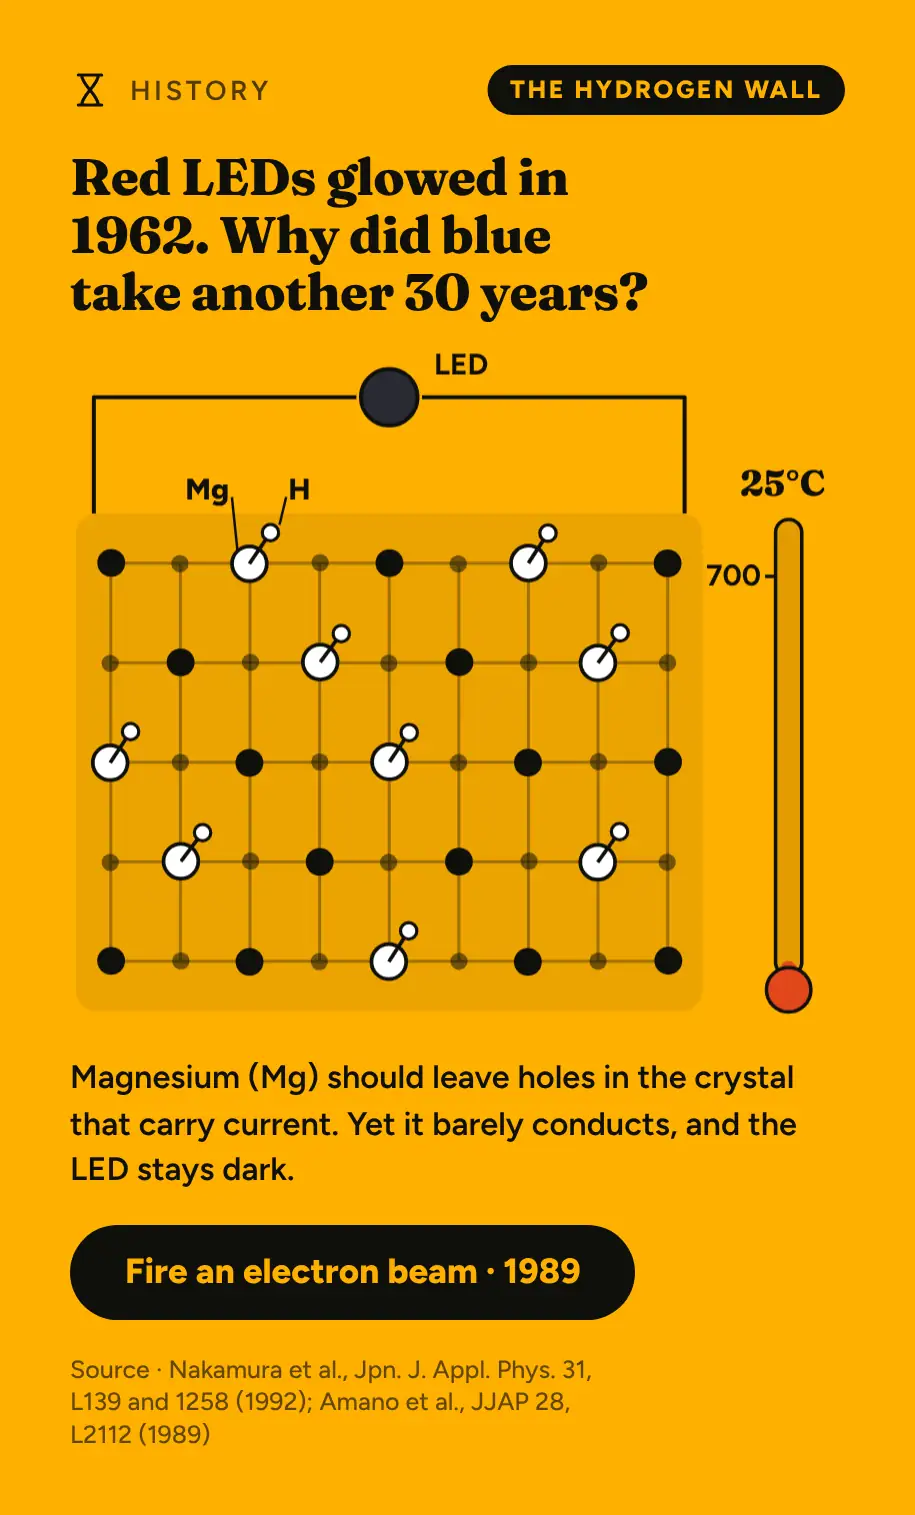 HISTORY
THE HYDROGEN WALL
Red LEDs glowed in
1962. Why did blue
take another 30 years?
LED
Mg
H
25°C
700
Magnesium (Mg) should leave holes in the crystal
that carry current. Yet it barely conducts, and the
LED stays dark.
Fire an electron beam · 1989
Source · Nakamura et al., Jpn. J. Appl. Phys. 31,
L139 and 1258 (1992); Amano et al., JJAP 28,
L2112 (1989)